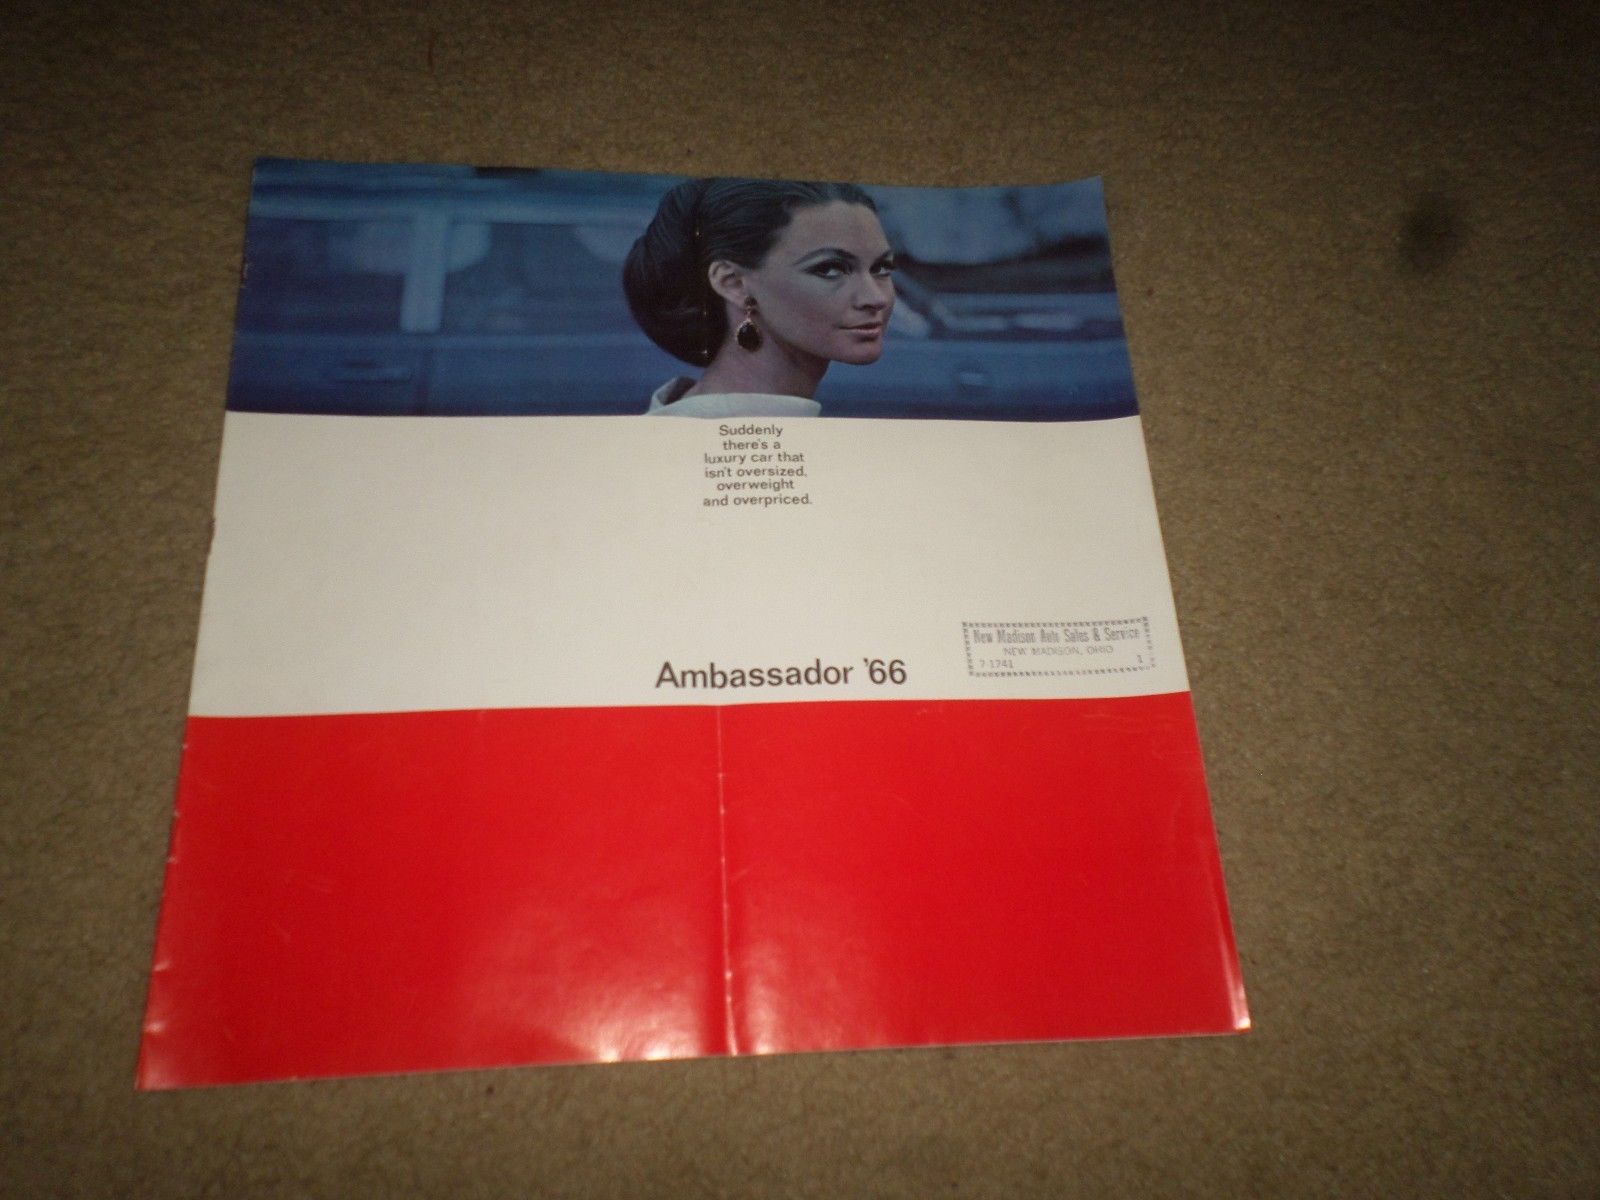 Suddenly
there's a
luxury car that
isn't oversized,
overweight
and overpriced.
Ambassador '66
New Madison Auto Sales & Service
NEW MADISON, OHIO
7 1741 1